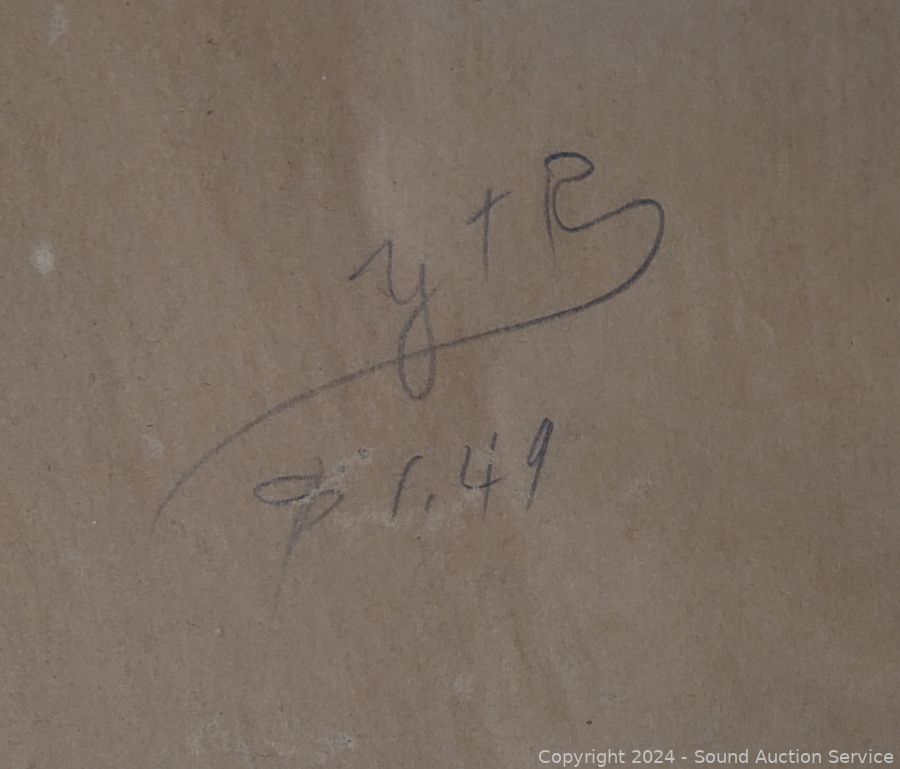 y + R
$1.49
Copyright 2024 - Sound Auction Service